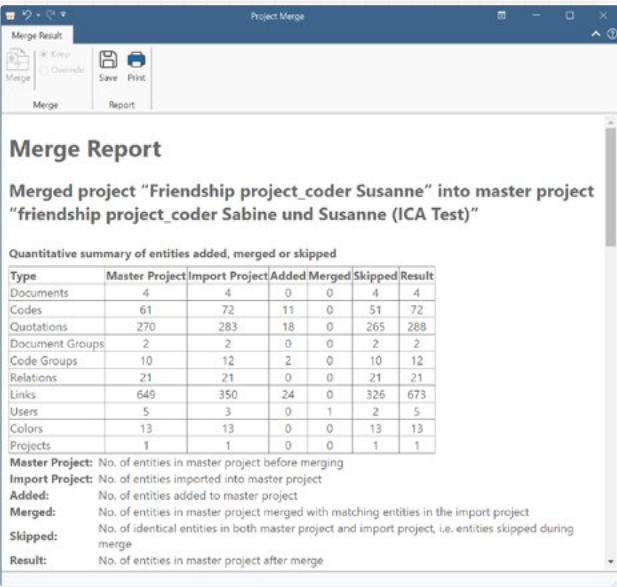 Project Merge
Merge Result
Merge
Keep
Override
Save
Print
Merge
Report
Merge Report
Merged project “Friendship project_coder Susanne” into master project
“friendship project_coder Sabine und Susanne (ICA Test)”
Quantitative summary of entities added, merged or skipped
Type Master Project Import Project Added Merged Skipped Result
Documents 4 4 0 0 4 4
Codes 61 72 11 0 51 72
Quotations 270 283 18 0 265 288
Document Groups 2 2 0 0 2 2
Code Groups 10 12 2 0 10 12
Relations 21 21 0 0 21 21
Links 649 350 24 0 326 673
Users 5 3 0 1 2 5
Colors 13 13 0 0 13 13
Projects 1 1 0 0 1 1
Master Project: No. of entities in master project before merging
Import Project: No. of entities imported into master project
Added: No. of entities added to master project
Merged: No. of entities in master project merged with matching entities in the import project
Skipped: No. of identical entities in both master project and import project, i.e. entities skipped during
merge
Result: No. of entities in master project after merge